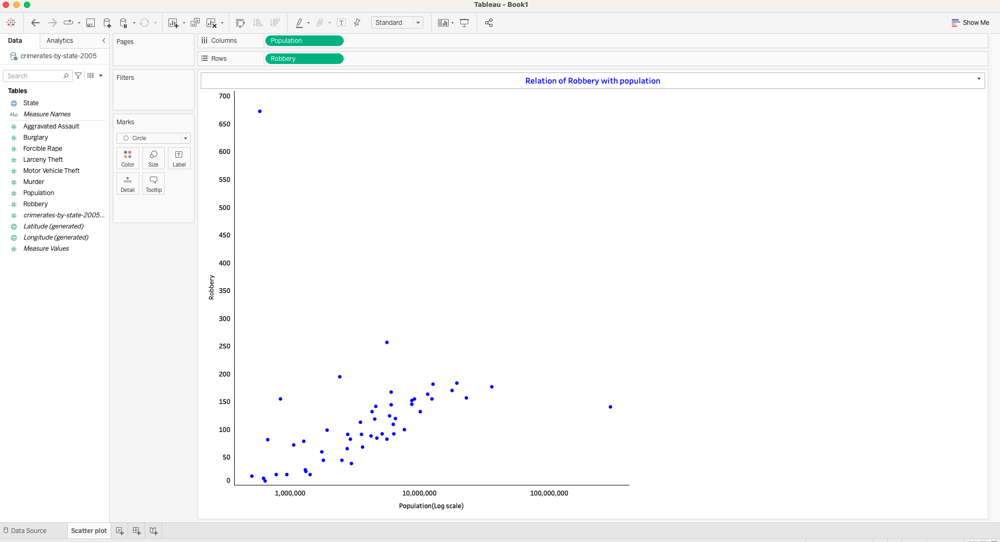 Tableau - Book1
Standard
Show Me
Data
Analytics
crimerates-by-state-2005
Search
Tables
State
Abc Measure Names
Aggravated Assault
Burglary
Forcible Rape
Larceny Theft
Motor Vehicle Theft
Murder
Population
Robbery
crimerates-by-state-2005...
Latitude (generated)
Longitude (generated)
Measure Values
Pages
Filters
Marks
Circle
Color
Size
T
Label
Detail
Tooltip
Columns
Population
Rows
Robbery
Relation of Robbery with population
700
650
600
550
500
450
400
350
300
250
200
150
100
50
0
Robbery
1,000,000
10,000,000
100,000,000
Population(Log scale)
Data Source
Scatter plot